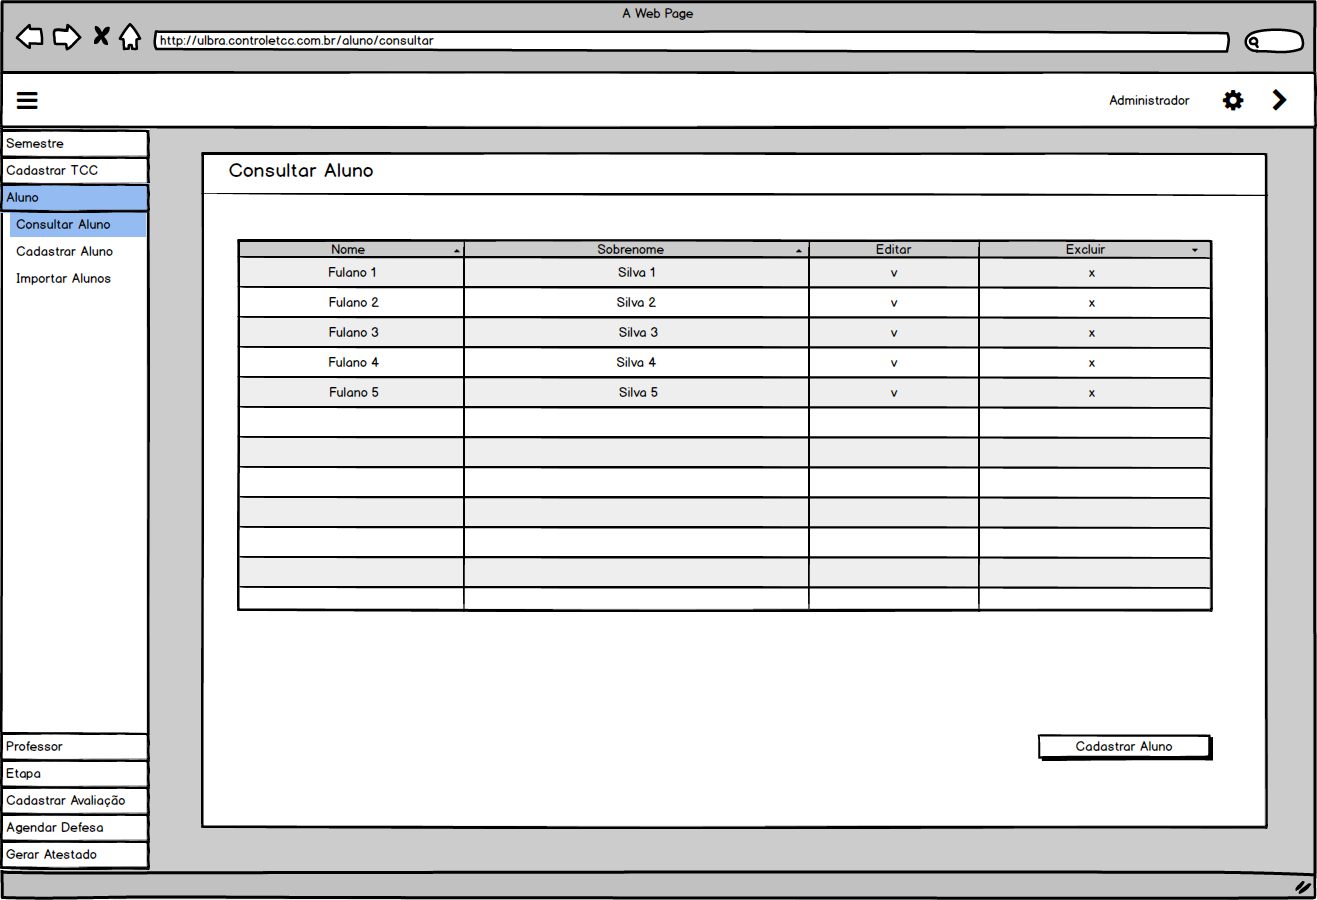 A Web Page
http://ulbra.controletcc.com.br/aluno/consultar
Administrador
Semestre
Cadastrar TCC
Aluno
Consultar Aluno
Cadastrar Aluno
Importar Alunos
Professor
Etapa
Cadastrar Avaliação
Agendar Defesa
Gerar Atestado
Consultar Aluno
Nome Sobrenome Editar Excluir
Fulano 1 Silva 1 v x
Fulano 2 Silva 2 v x
Fulano 3 Silva 3 v x
Fulano 4 Silva 4 v x
Fulano 5 Silva 5 v x
Cadastrar Aluno